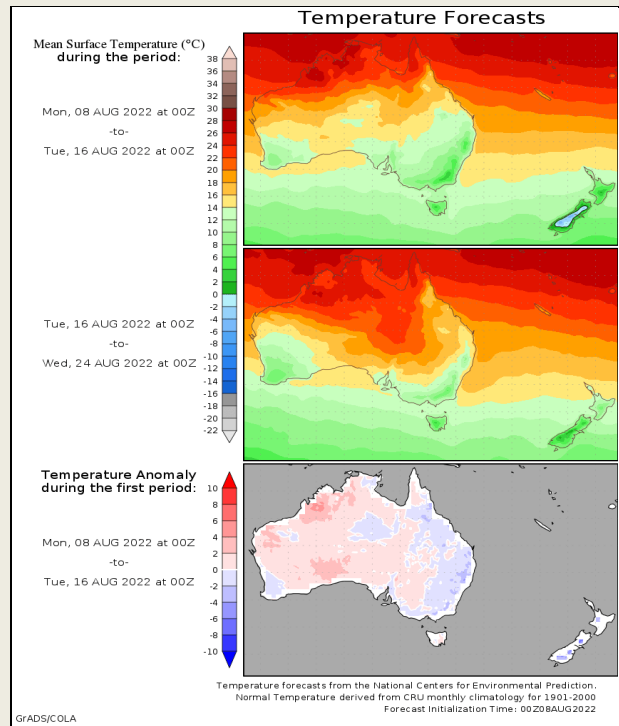 Temperature Forecasts
Mean Surface Temperature (°C)
during the period:
38
36
34
32
30
28
26
24
22
20
18
16
14
12
10
8
6
4
2
0
-2
-4
-6
-8
-10
-12
-14
-16
-18
-20
-22
Mon, 08 AUG 2022 at 00Z
-to-
Tue, 16 AUG 2022 at 00Z
Tue, 16 AUG 2022 at 00Z
-to-
Wed, 24 AUG 2022 at 00Z
Temperature Anomaly
during the first period:
10
8
6
4
2
0
-2
-4
-6
-8
-10
Mon, 08 AUG 2022 at 00Z
-to-
Tue, 16 AUG 2022 at 00Z
Temperature forecasts from the National Centers for Environmental Prediction.
Normal Temperature derived from CRU monthly climatology for 1901-2000
Forecast Initialization Time: 00Z08AUG2022
GrADS/COLA